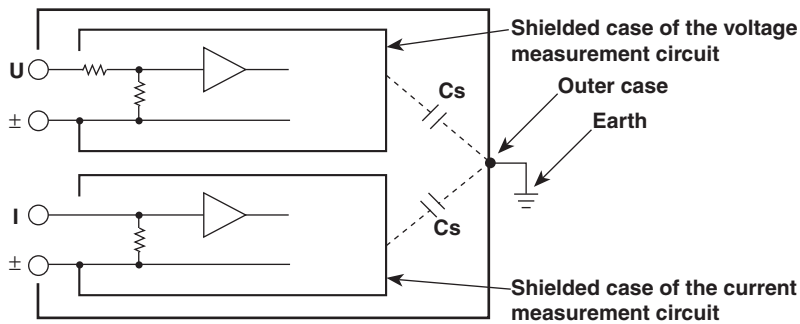 Shielded case of the voltage
measurement circuit
U
Cs
Outer case
±
Earth
I
Cs
±
Shielded case of the current
measurement circuit